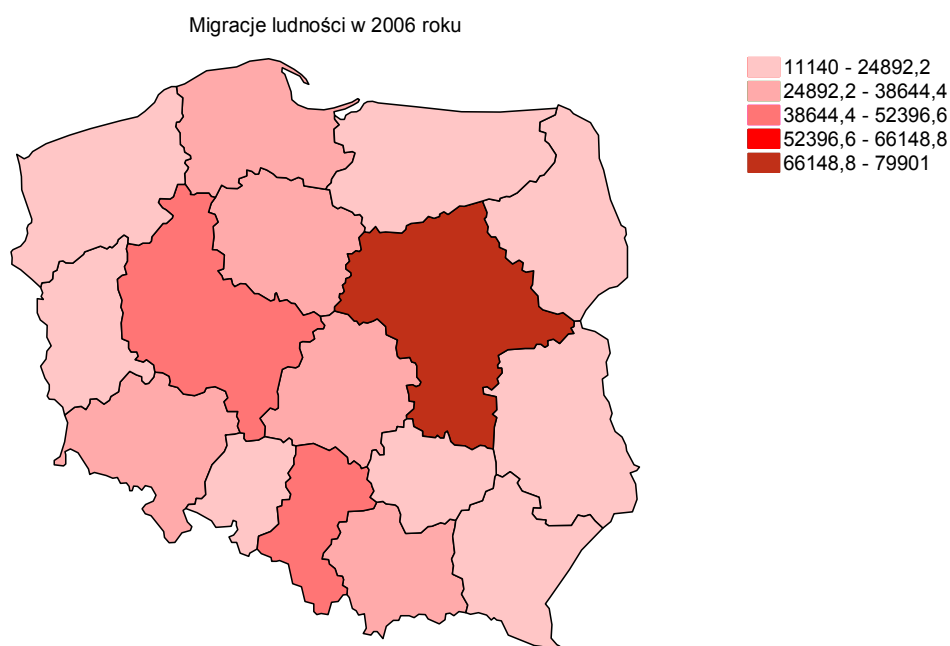 Migracje ludności w 2006 roku
11140 - 24892,2
24892,2 - 38644,4
38644,4 - 52396,6
52396,6 - 66148,8
66148,8 - 79901